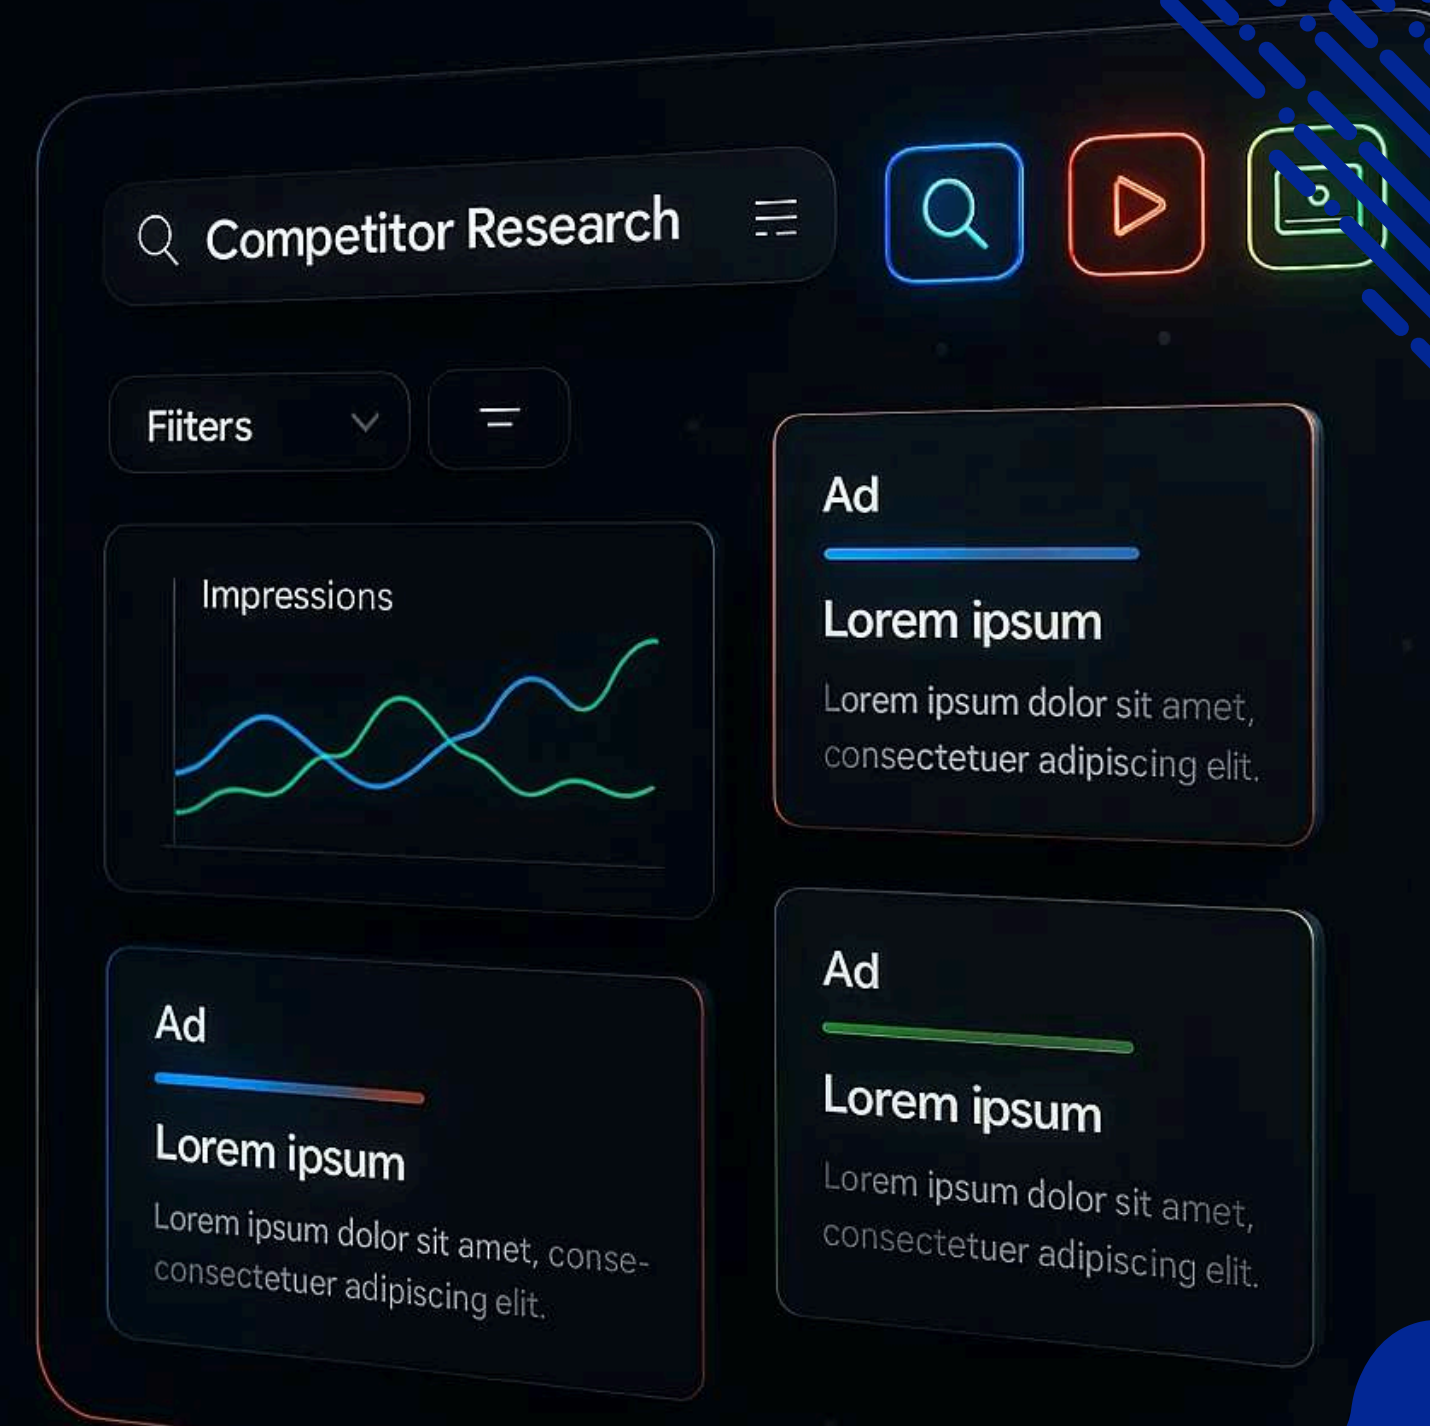 Competitor Research
Fiiters
Impressions
Ad
Lorem ipsum
Lorem ipsum dolor sit amet,
consectetuer adipiscing elit.
Ad
Lorem ipsum
Lorem ipsum dolor sit amet, conse-
consectetuer adipiscing elit.
Ad
Lorem ipsum
Lorem ipsum dolor sit amet,
consectetuer adipiscing elit.